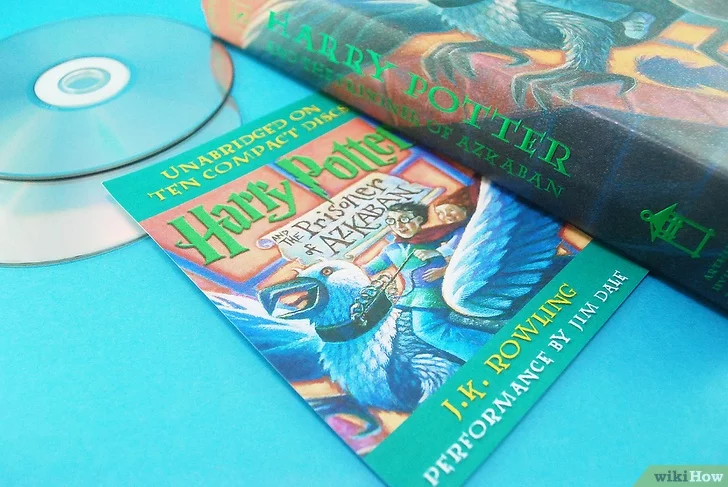 HARRY POTTER
AND THE PRISONER OF AZKABAN
UNABRIDGED ON
TEN COMPACT DISCS
Harry Potter
AND THE Prisoner
of AZKABAN
J.K. ROWLING
PERFORMANCE BY JIM DALE
wikiHow